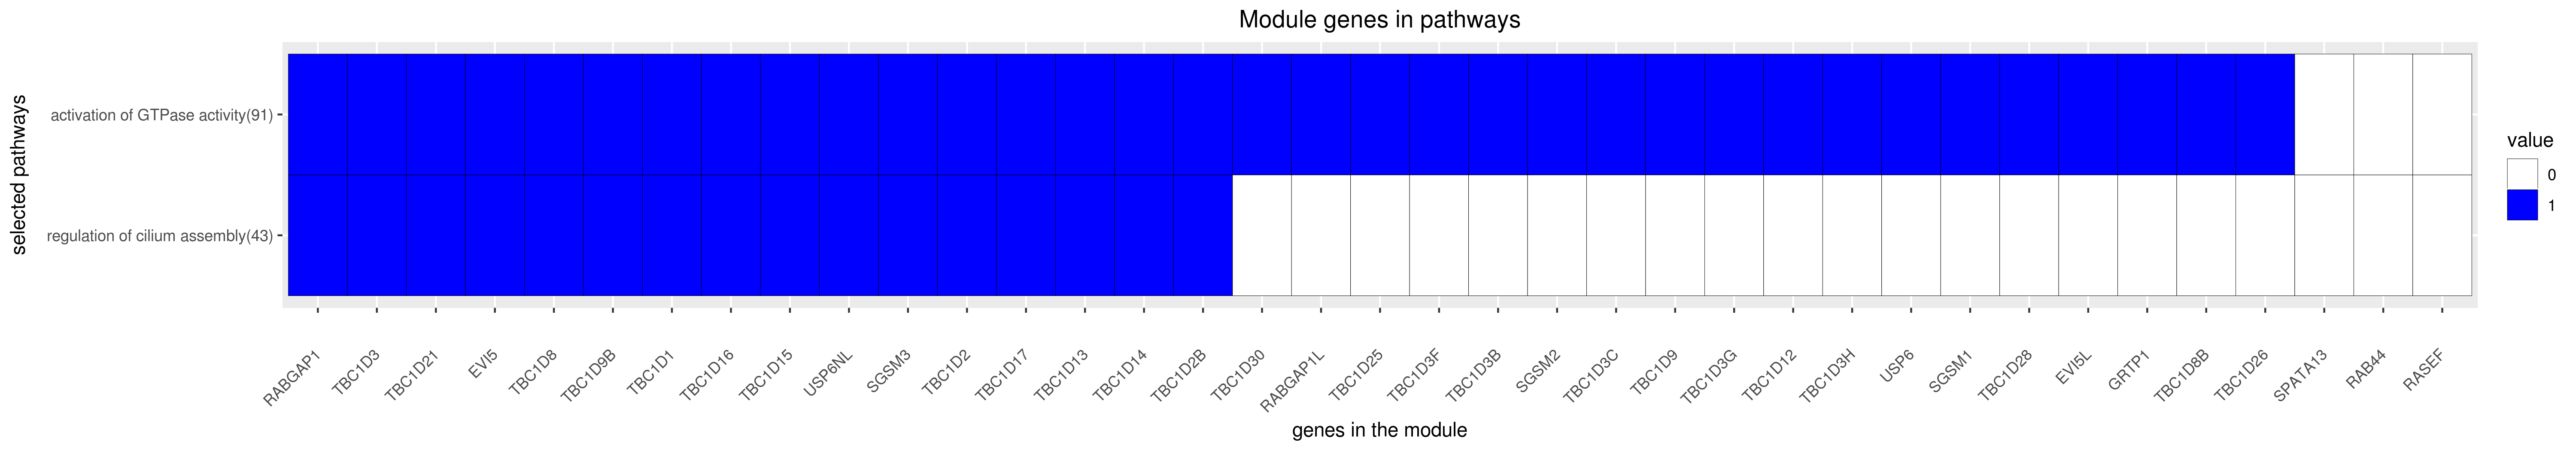 Module genes in pathways
selected pathways
activation of GTPase activity(91)
regulation of cilium assembly(43)
RABGAP1
TBC1D3
TBC1D21
EVI5
TBC1D8
TBC1D9B
TBC1D1
TBC1D16
TBC1D15
USP6NL
SGSM3
TBC1D2
TBC1D17
TBC1D13
TBC1D14
TBC1D2B
TBC1D30
RABGAP1L
TBC1D25
TBC1D3F
TBC1D3B
SGSM2
TBC1D3C
TBC1D9
TBC1D3G
TBC1D12
TBC1D3H
USP6
SGSM1
TBC1D28
EVI5L
GRTP1
TBC1D8B
TBC1D26
SPATA13
RAB44
RASEF
genes in the module
value
0
1